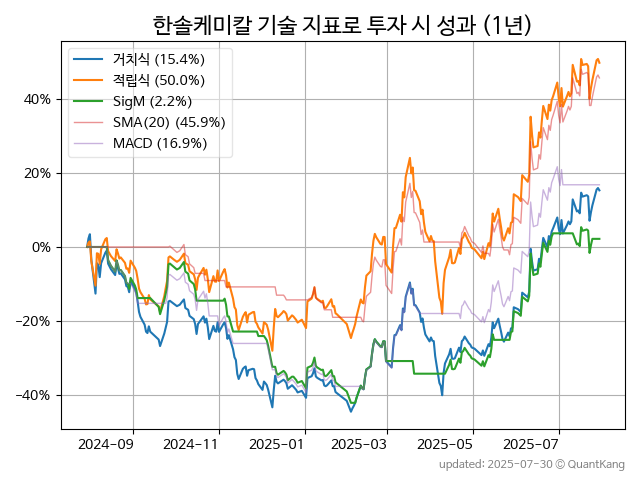 한솔케미칼 기술 지표로 투자 시 성과 (1년)
거치식 (15.4%)
적립식 (50.0%)
SigM (2.2%)
SMA(20) (45.9%)
MACD (16.9%)
40%
20%
0%
−20%
−40%
2024-09 2024-11 2025-01 2025-03 2025-05 2025-07
updated: 2025-07-30 © QuantKang